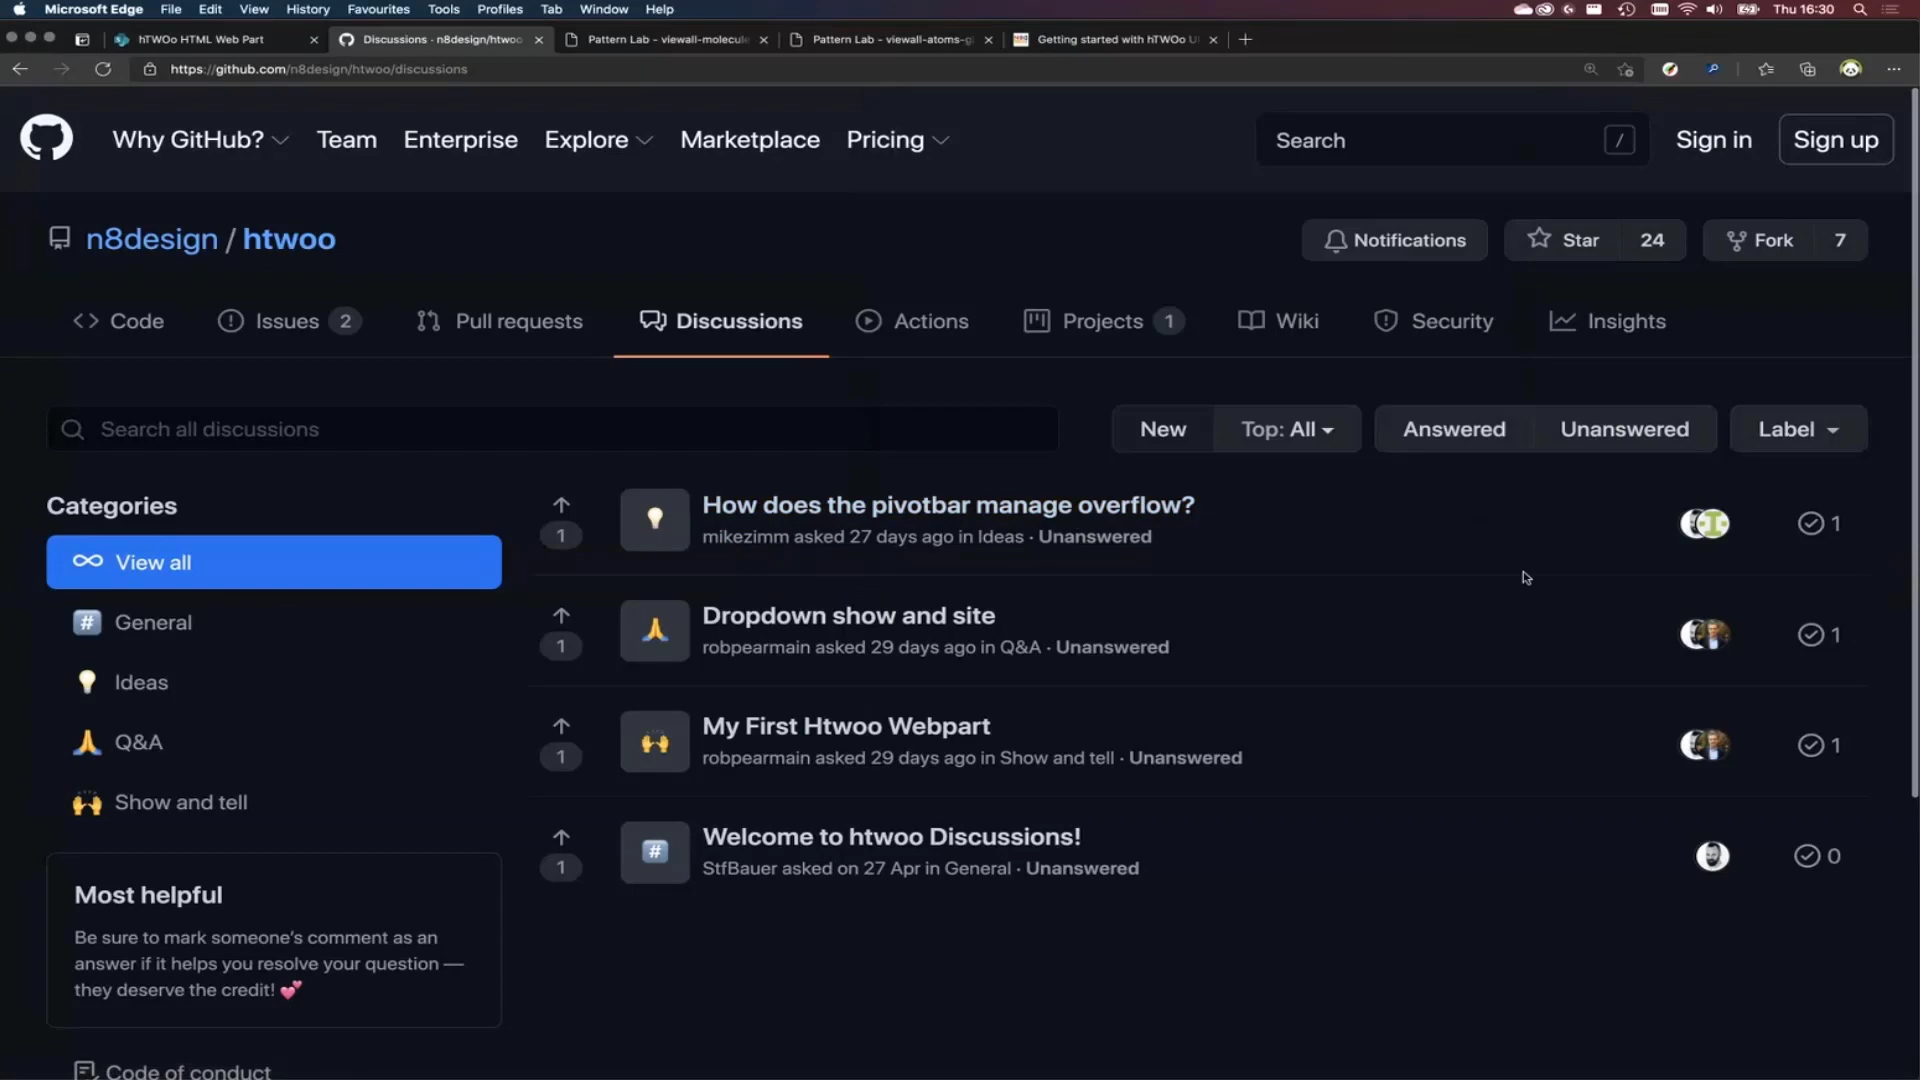 Microsoft Edge File Edit View History Favourites Tools Profiles Tab Window Help Thu 16:30
hTWOo HTML Web Part
Discussions · n8design/htwoo
Pattern Lab - viewall-molecule
Pattern Lab - viewall-atoms-g
Getting started with hTWOo UI
https://github.com/n8design/htwoo/discussions
Why GitHub? Team Enterprise Explore Marketplace Pricing Search / Sign in Sign up
n8design / htwoo Notifications Star 24 Fork 7
Code Issues 2 Pull requests Discussions Actions Projects 1 Wiki Security Insights
Search all discussions New Top: All Answered Unanswered Label
Categories
View all
General
Ideas
Q&A
Show and tell
Most helpful
Be sure to mark someone's comment as an
answer if it helps you resolve your question —
they deserve the credit! 💕
Code of conduct
1
How does the pivotbar manage overflow?
mikezimm asked 27 days ago in Ideas · Unanswered
1
1
Dropdown show and site
robpearmain asked 29 days ago in Q&A · Unanswered
1
1
My First Htwoo Webpart
robpearmain asked 29 days ago in Show and tell · Unanswered
1
1
#
Welcome to htwoo Discussions!
StfBauer asked on 27 Apr in General · Unanswered
0